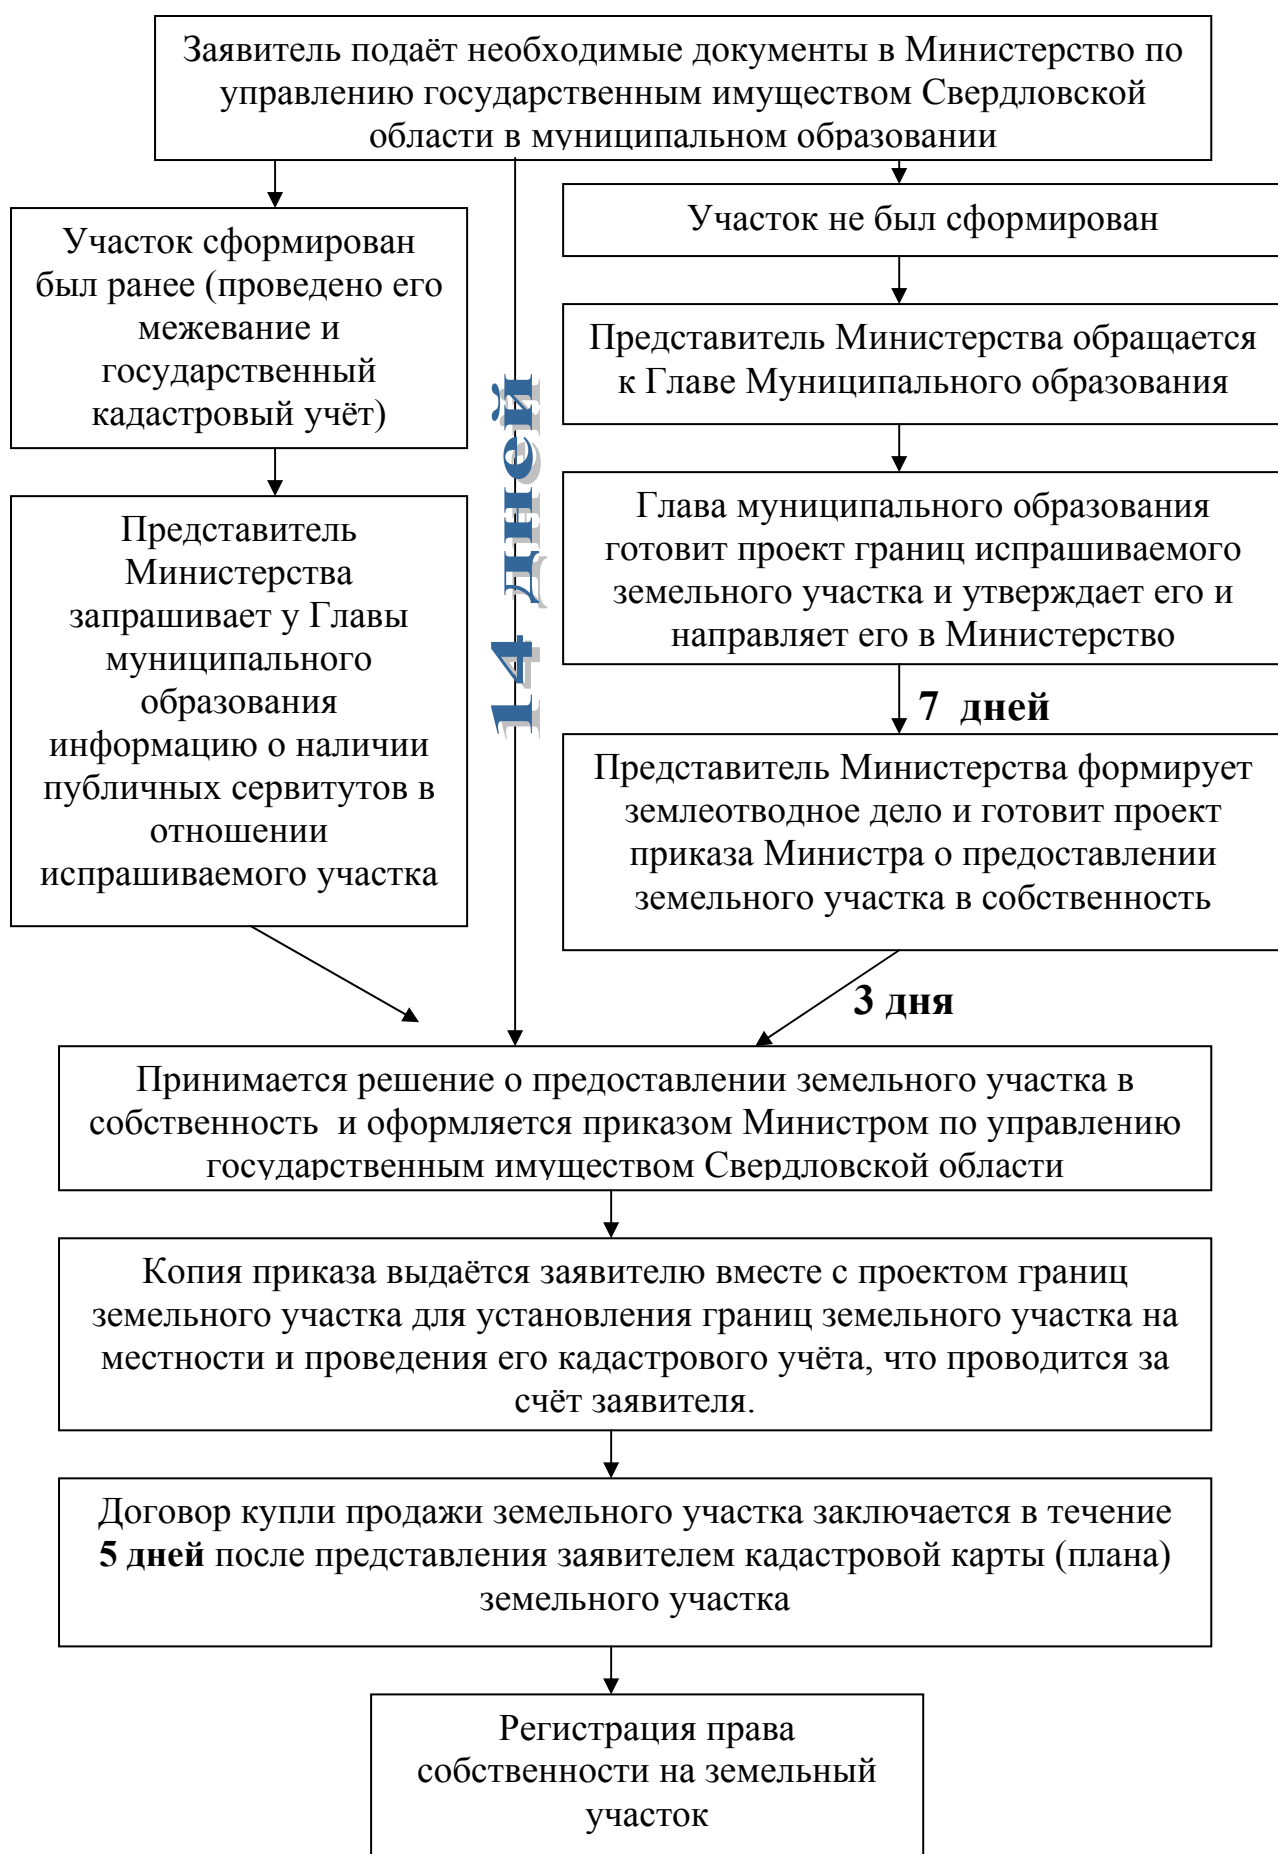 Заявитель подаёт необходимые документы в Министерство по
управлению государственным имуществом Свердловской
области в муниципальном образовании
Участок сформирован
был ранее (проведено его
межевание и
государственный
кадастровый учёт)
Представитель
Министерства
запрашивает у Главы
муниципального
образования
информацию о наличии
публичных сервитутов в
отношении
испрашиваемого участка
14 дней
Участок не был сформирован
Представитель Министерства обращается
к Главе Муниципального образования
Глава муниципального образования
готовит проект границ испрашиваемого
земельного участка и утверждает его и
направляет его в Министерство
7 дней
Представитель Министерства формирует
землеотводное дело и готовит проект
приказа Министра о предоставлении
земельного участка в собственность
3 дня
Принимается решение о предоставлении земельного участка в
собственность и оформляется приказом Министром по управлению
государственным имуществом Свердловской области
Копия приказа выдаётся заявителю вместе с проектом границ
земельного участка для установления границ земельного участка на
местности и проведения его кадастрового учёта, что проводится за
счёт заявителя.
Договор купли продажи земельного участка заключается в течение
5 дней после представления заявителем кадастровой карты (плана)
земельного участка
Регистрация права
собственности на земельный
участок